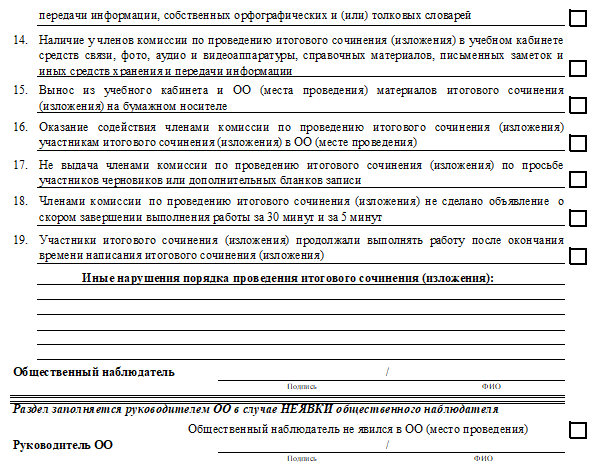 передачи информации, собственных орфографических и (или) толковых словарей
14. Наличие у членов комиссии по проведению итогового сочинения (изложения) в учебном кабинете
средств связи, фото, аудио и видеоаппаратуры, справочных материалов, письменных заметок и
иных средств хранения и передачи информации
15. Вынос из учебного кабинета и ОО (места проведения) материалов итогового сочинения
(изложения) на бумажном носителе
16. Оказание содействия членами комиссии по проведению итогового сочинения (изложения)
участникам итогового сочинения (изложения) в ОО (месте проведения)
17. Не выдача членами комиссии по проведению итогового сочинения (изложения) по просьбе
участников черновиков или дополнительных бланков записи
18. Членами комиссии по проведению итогового сочинения (изложения) не сделано объявление о
скором завершении выполнения работы за 30 минут и за 5 минут
19. Участники итогового сочинения (изложения) продолжали выполнять работу после окончания
времени написания итогового сочинения (изложения)
Иные нарушения порядка проведения итогового сочинения (изложения):
Общественный наблюдатель /
Подпись ФИО
Раздел заполняется руководителем ОО в случае НЕЯВКИ общественного наблюдателя
Общественный наблюдатель не явился в ОО (место проведения)
Руководитель ОО /
Подпись ФИО